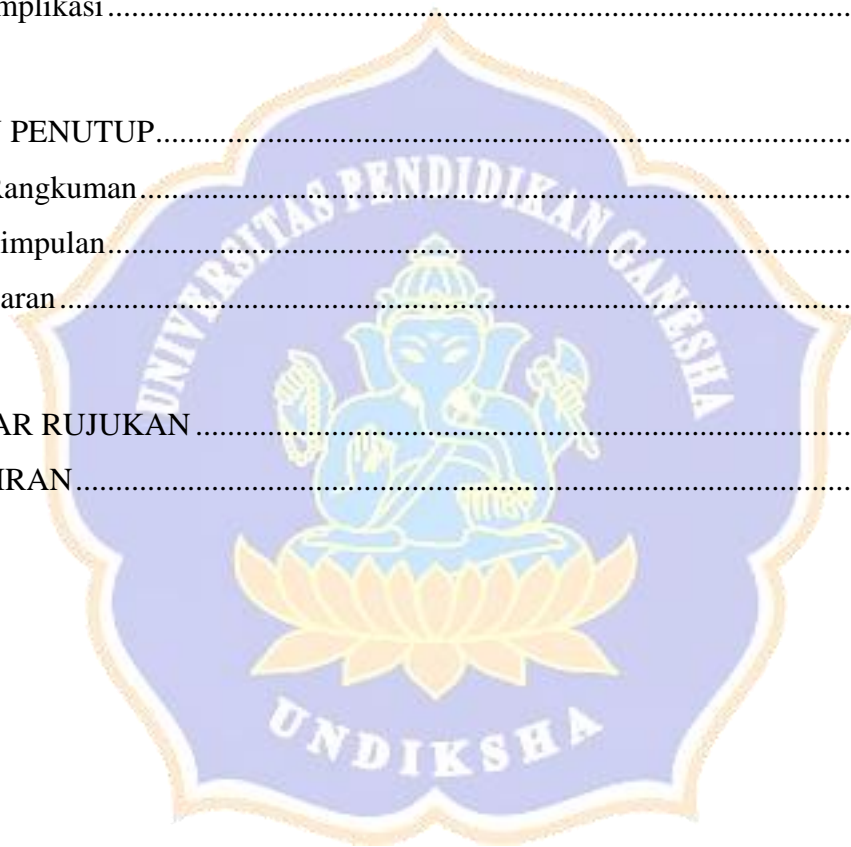 mplikasi........................................................................................
PENUTUP.................................................................................
Rangkuman................................................................................
impulan.....................................................................................
aran............................................................................................
AR RUJUKAN............................................................................
IRAN..........................................................................................
UNIVERSITAS PENDIDIKAN GANESHA
UNDIKSHA